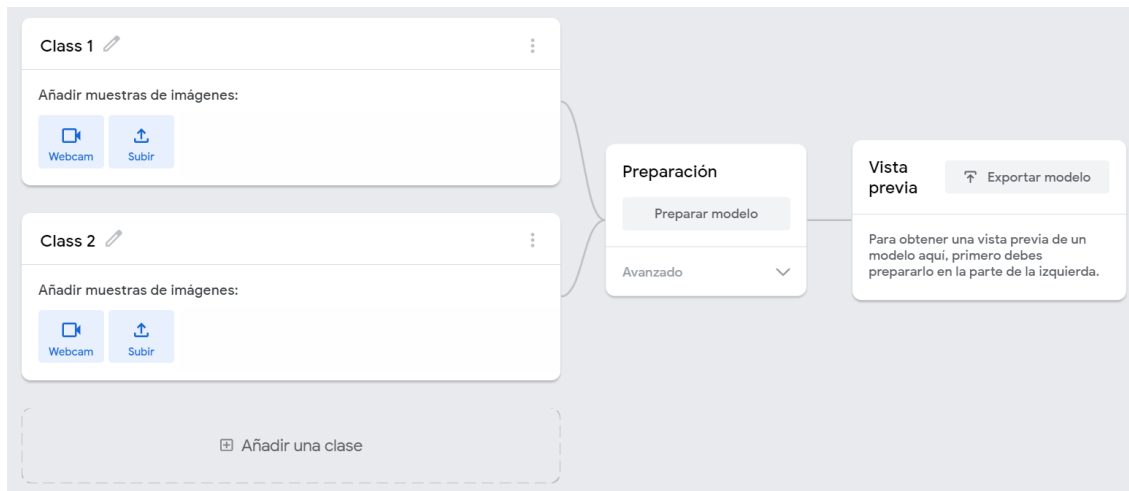 Class 1
Añadir muestras de imágenes:
Webcam
Subir
Class 2
Añadir muestras de imágenes:
Webcam
Subir
Añadir una clase
Preparación
Preparar modelo
Avanzado
Vista
previa
Exportar modelo
Para obtener una vista previa de un
modelo aquí, primero debes
prepararlo en la parte de la izquierda.